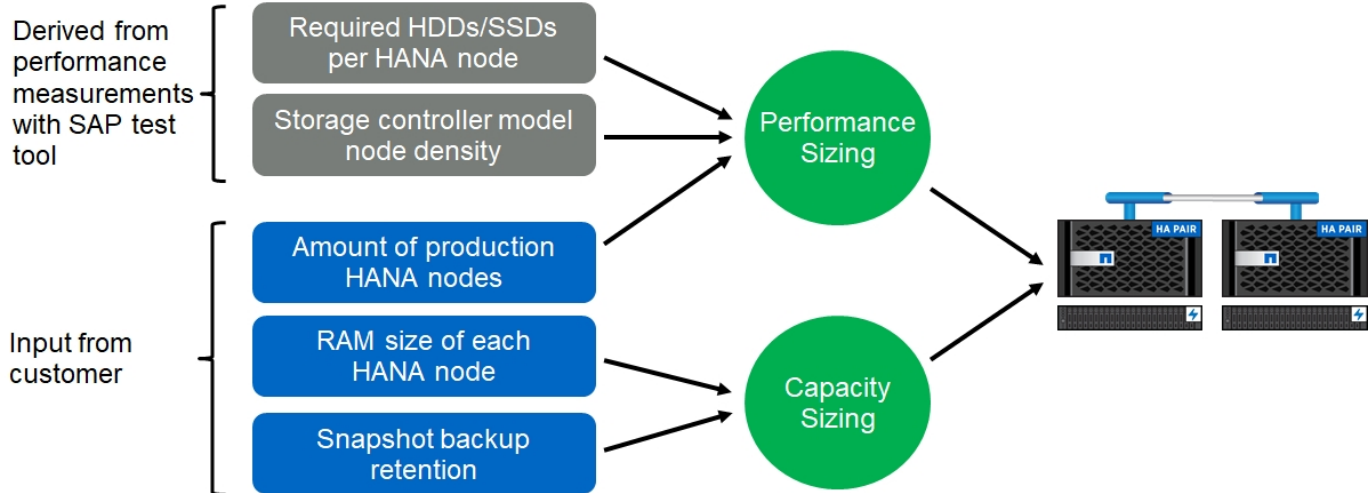 Derived from
performance
measurements
with SAP test
tool
Required HDDs/SSDs
per HANA node
Storage controller model
node density
Performance
Sizing
HA PAIR
HA PAIR
Input from
customer
Amount of production
HANA nodes
RAM size of each
HANA node
Snapshot backup
retention
Capacity
Sizing